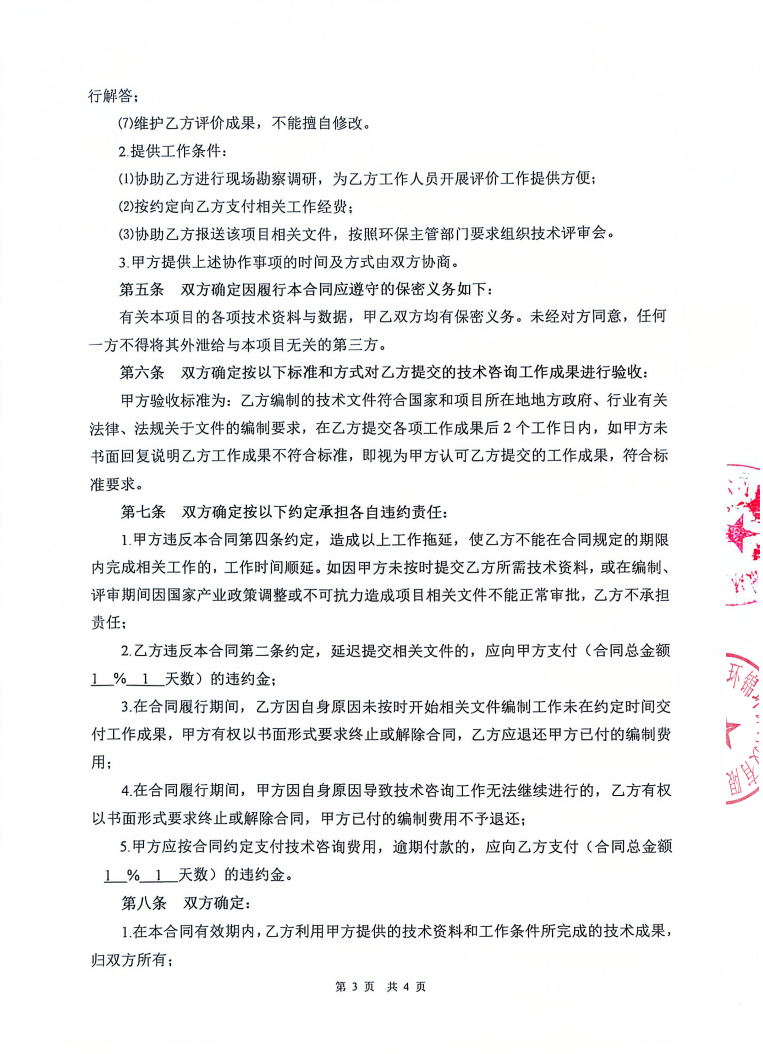 行解答；
⑺维护乙方评价成果，不能擅自修改。
2.提供工作条件：
⑴协助乙方进行现场勘察调研，为乙方工作人员开展评价工作提供方便；
⑵按约定向乙方支付相关工作经费；
⑶协助乙方报送该项目相关文件，按照环保主管部门要求组织技术评审会。
3.甲方提供上述协作事项的时间及方式由双方协商。
第五条 双方确定因履行本合同应遵守的保密义务如下：
有关本项目的各项技术资料与数据，甲乙双方均有保密义务。未经对方同意，任何
一方不得将其外泄给与本项目无关的第三方。
第六条 双方确定按以下标准和方式对乙方提交的技术咨询工作成果进行验收：
甲方验收标准为：乙方编制的技术文件符合国家和项目所在地地方政府、行业有关
法律、法规关于文件的编制要求，在乙方提交各项工作成果后 2 个工作日内，如甲方未
书面回复说明乙方工作成果不符合标准，即视为甲方认可乙方提交的工作成果，符合标
准要求。
第七条 双方确定按以下约定承担各自违约责任：
1.甲方违反本合同第四条约定，造成以上工作拖延，使乙方不能在合同规定的期限
内完成相关工作的，工作时间顺延。如因甲方未按时提交乙方所需技术资料，或在编制、
评审期间因国家产业政策调整或不可抗力造成项目相关文件不能正常审批，乙方不承担
责任；
2.乙方违反本合同第二条约定，延迟提交相关文件的，应向甲方支付（合同总金额
1 % 1 天数）的违约金；
3.在合同履行期间，乙方因自身原因未按时开始相关文件编制工作未在约定时间交
付工作成果，甲方有权以书面形式要求终止或解除合同，乙方应退还甲方已付的编制费
用；
4.在合同履行期间，甲方因自身原因导致技术咨询工作无法继续进行的，乙方有权
以书面形式要求终止或解除合同，甲方已付的编制费用不予退还；
5.甲方应按合同约定支付技术咨询费用，逾期付款的，应向乙方支付（合同总金额
1 % 1 天数）的违约金。
第八条 双方确定：
1.在本合同有效期内，乙方利用甲方提供的技术资料和工作条件所完成的技术成果，
归双方所有；
第 3 页 共 4 页
环锦
有限